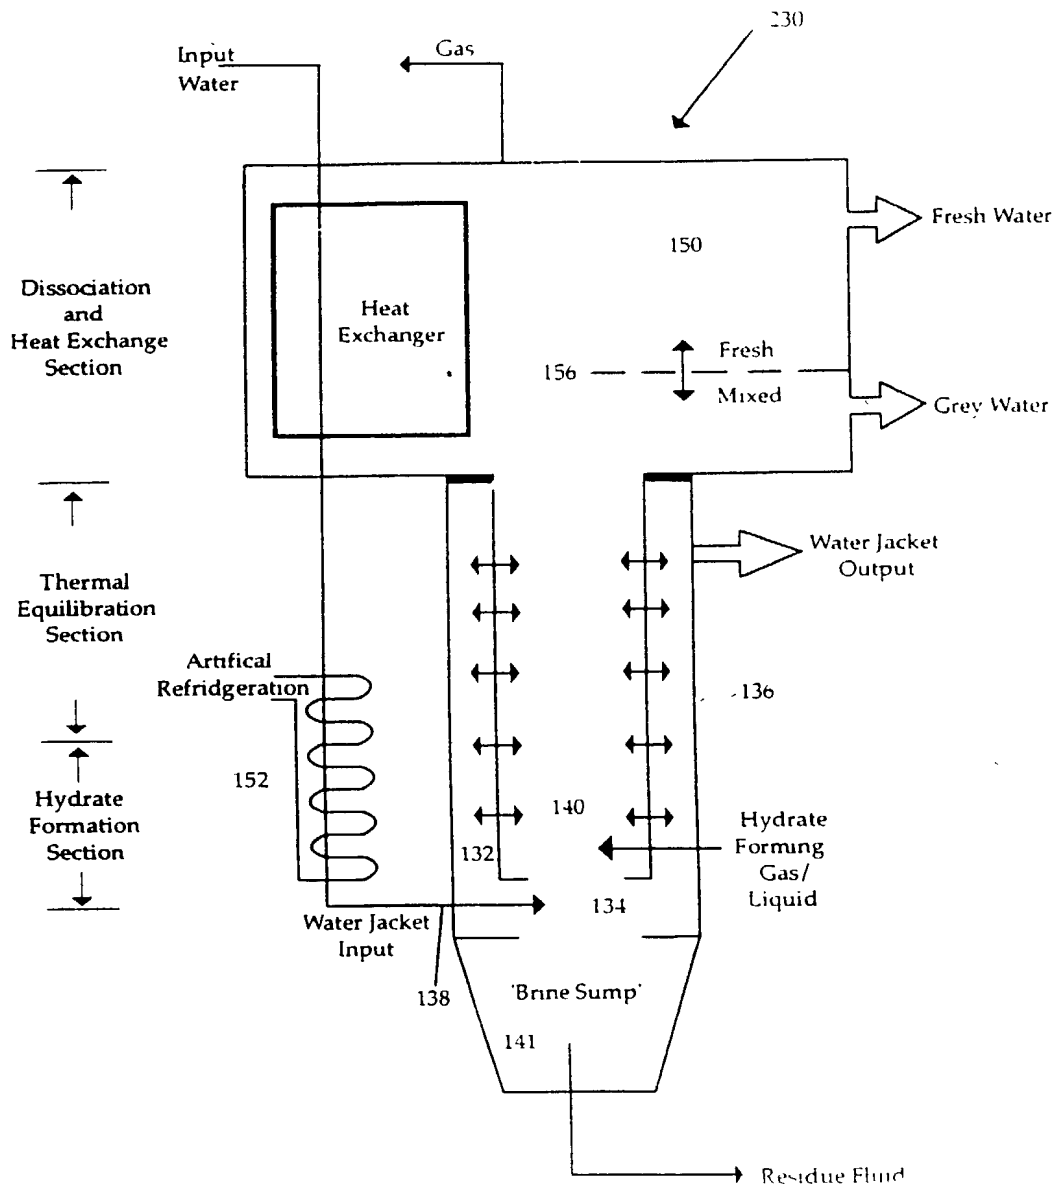 230
Input
Water
Gas
Fresh Water
150
Dissociation
and
Heat Exchange
Section
Heat
Exchanger
156
Fresh
Mixed
Grey Water
Water Jacket
Output
Thermal
Equilibration
Section
Artifical
Refridgeration
136
152
Hydrate
Formation
Section
140
Hydrate
Forming
Gas/
Liquid
132
134
Water Jacket
Input
138
'Brine Sump'
141
Residue Fluid